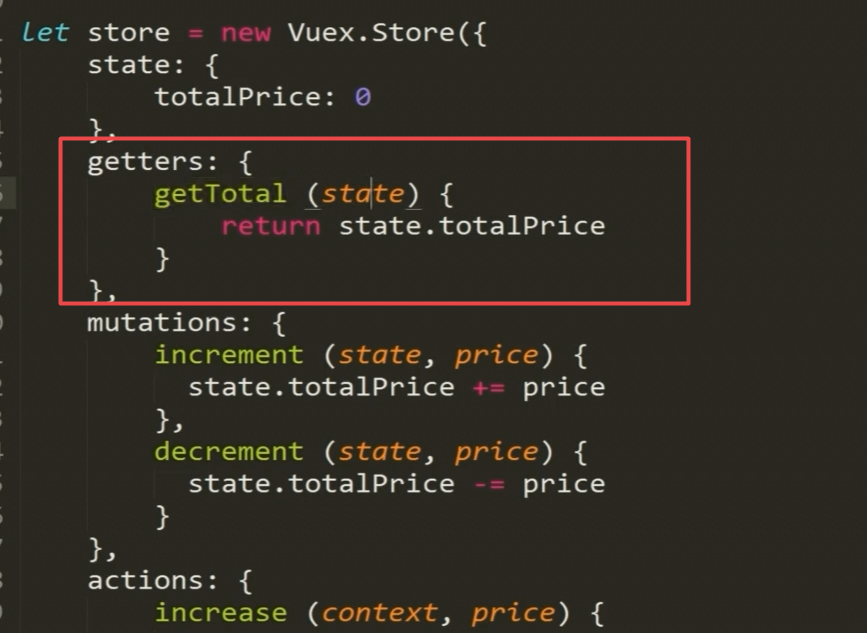 let store = new Vuex.Store({
    state: {
        totalPrice: 0
    },
    getters: {
        getTotal (state) {
            return state.totalPrice
        }
    },
    mutations: {
        increment (state, price) {
          state.totalPrice += price
        },
        decrement (state, price) {
          state.totalPrice -= price
        }
    },
    actions: {
        increase (context, price) {